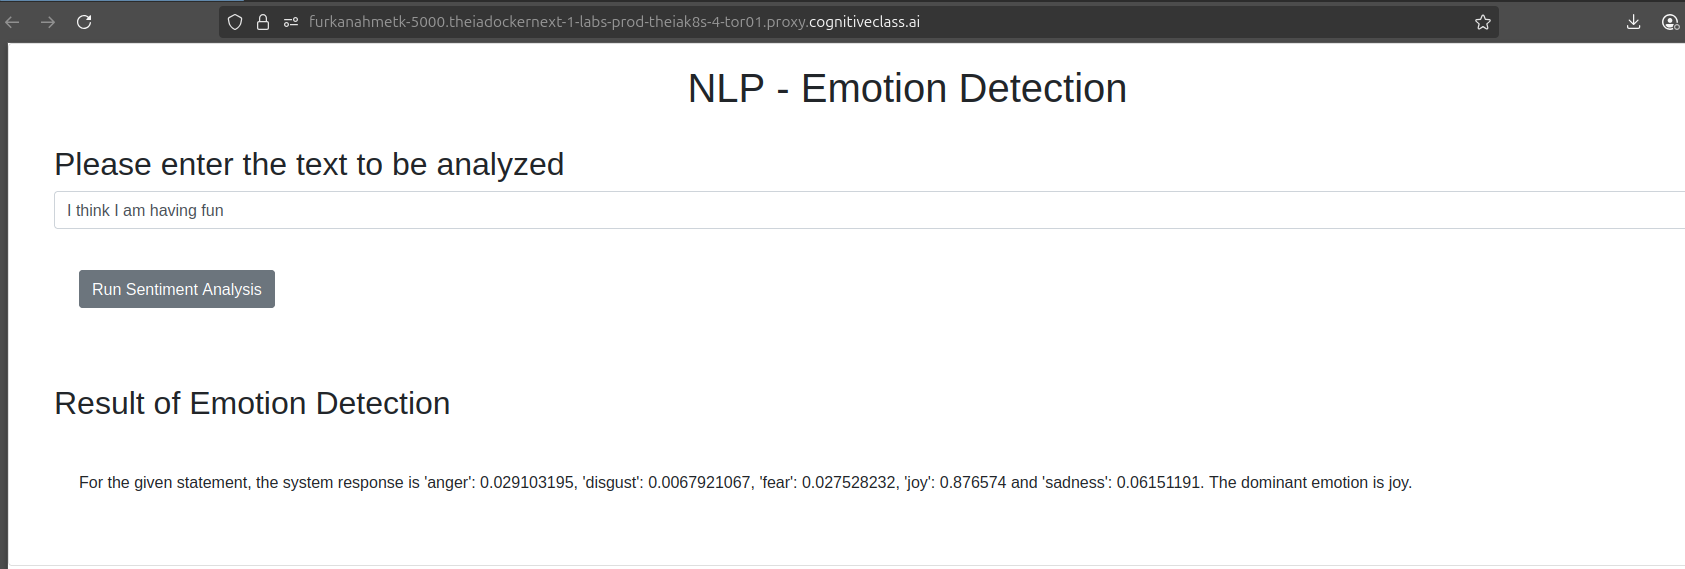 furkanahmetk-5000.theiadockernext-1-labs-prod-theiak8s-4-tor01.proxy.cognitiveclass.ai
NLP - Emotion Detection
Please enter the text to be analyzed
I think I am having fun
Run Sentiment Analysis
Result of Emotion Detection
For the given statement, the system response is 'anger': 0.029103195, 'disgust': 0.0067921067, 'fear': 0.027528232, 'joy': 0.876574 and 'sadness': 0.06151191. The dominant emotion is joy.